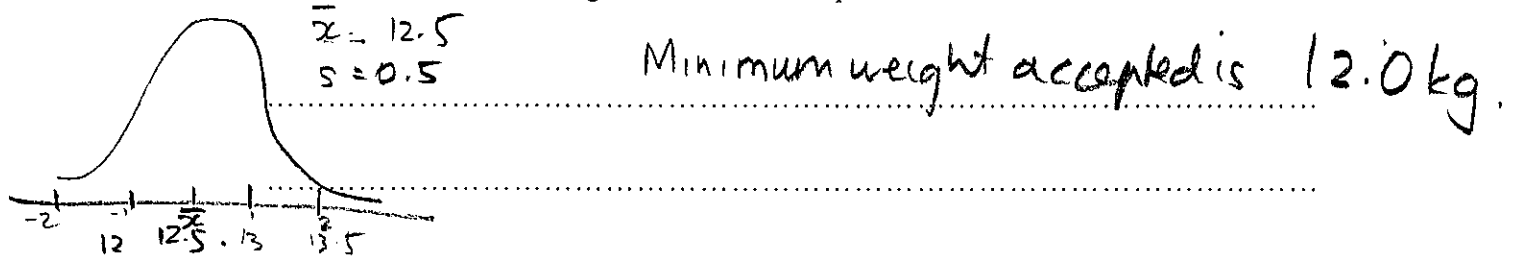 x̄ = 12.5
s = 0.5
Minimum weight accepted is 12.0 kg.
-2 -1 x̄ 1 2
12 12.5 . 13 13.5